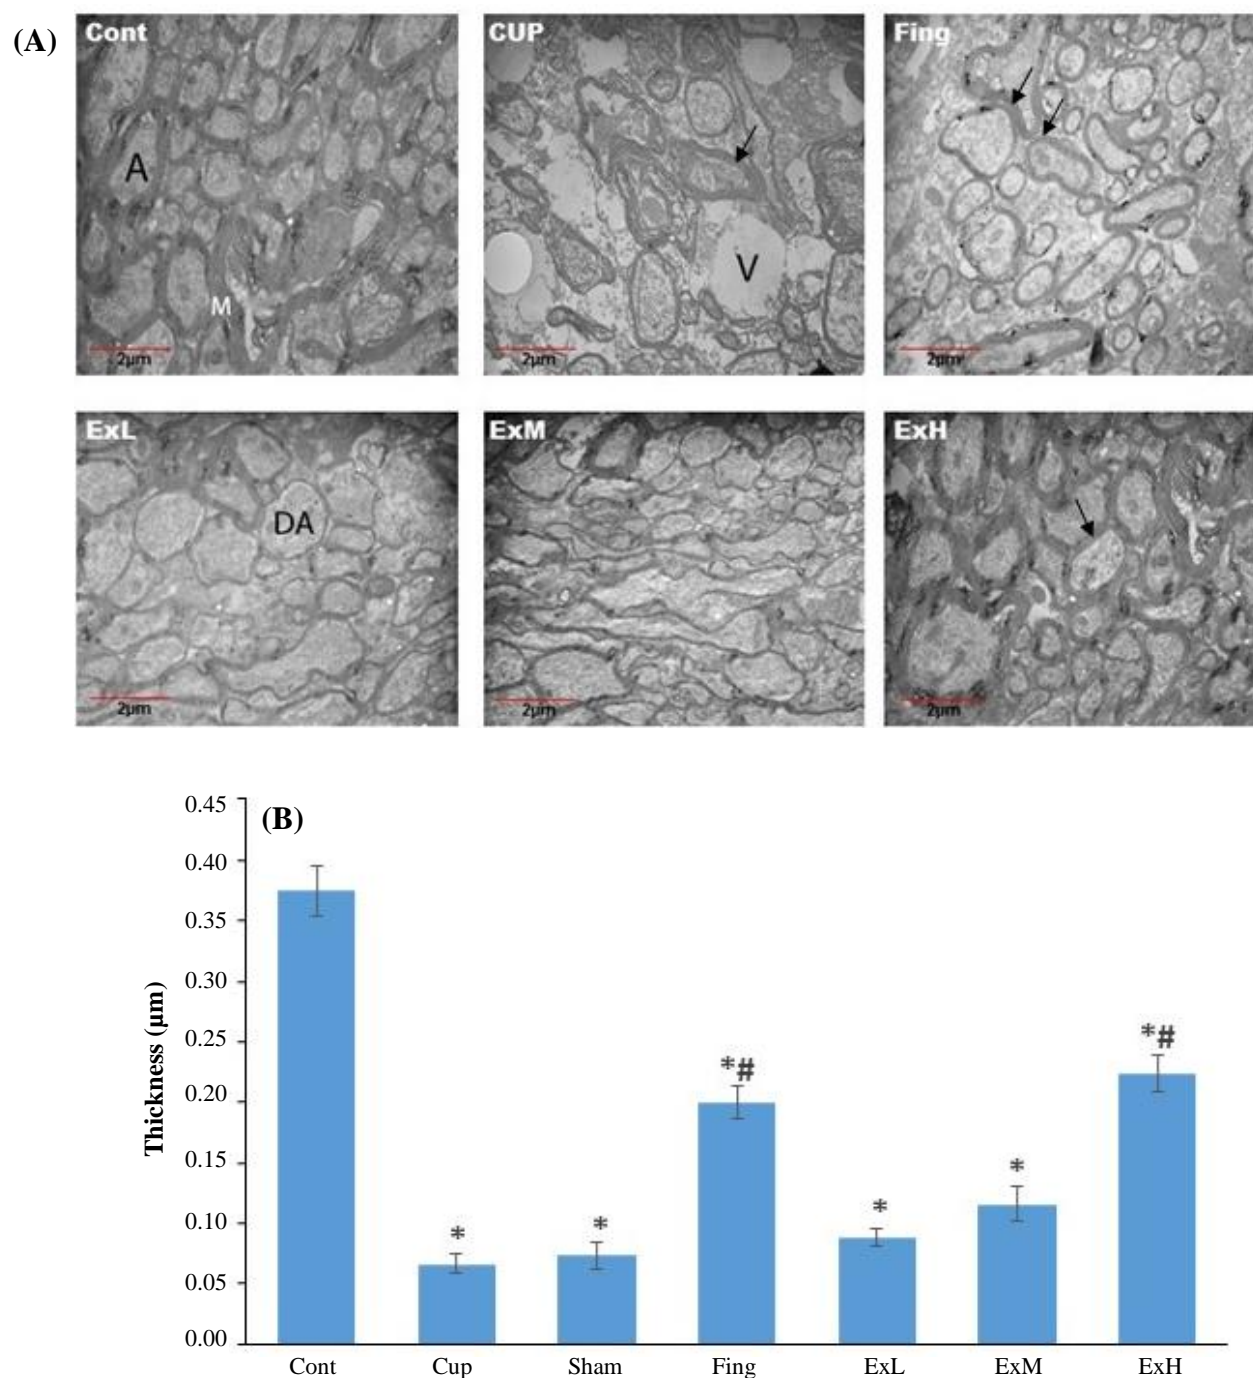 (A)
Cont
CUP
Fing
A
M
V
2µm
2µm
2µm
ExL
ExM
ExH
DA
2µm
2µm
2µm
(B)
0.45
0.40
0.35
0.30
0.25
0.20
0.15
0.10
0.05
0.00
Thickness (µm)
*
*
*#
*
*
*#
Cont Cup Sham Fing ExL ExM ExH